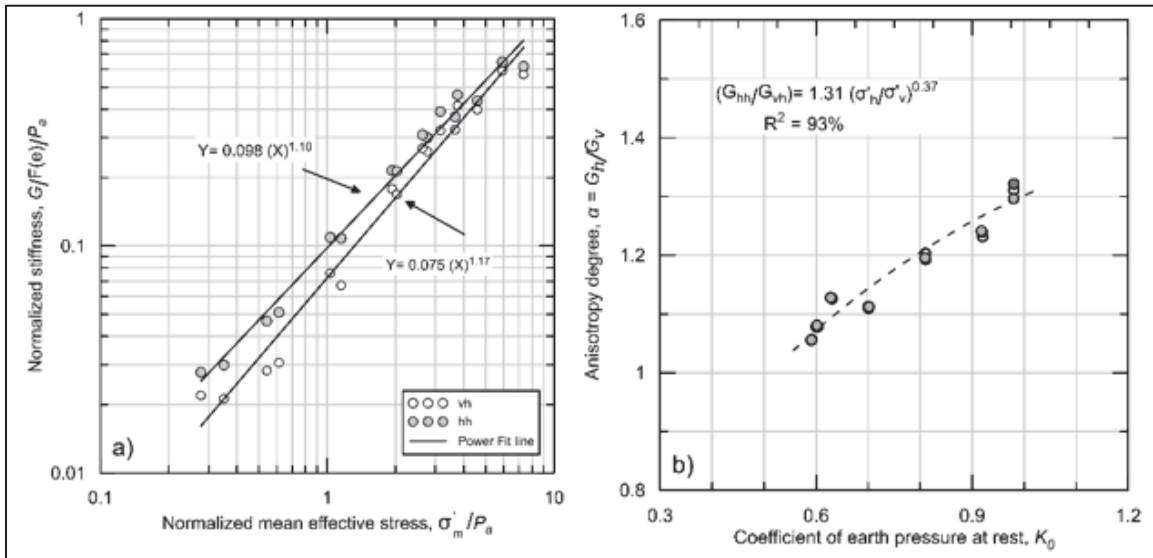 1
0.1
0.01
Normalized stiffness, G/F(e)/Pa
Y= 0.098 (X)^1.10
Y= 0.075 (X)^1.17
vh
hh
Power Fit line
a)
0.1
1
10
Normalized mean effective stress, σ'm/Pa
1.6
1.4
1.2
1
0.8
Anisotropy degree, α = Gh/Gv
(Ghh/Gvh)= 1.31 (σ'h/σ'v)^0.37
R² = 93%
b)
0.3
0.6
0.9
1.2
Coefficient of earth pressure at rest, K0